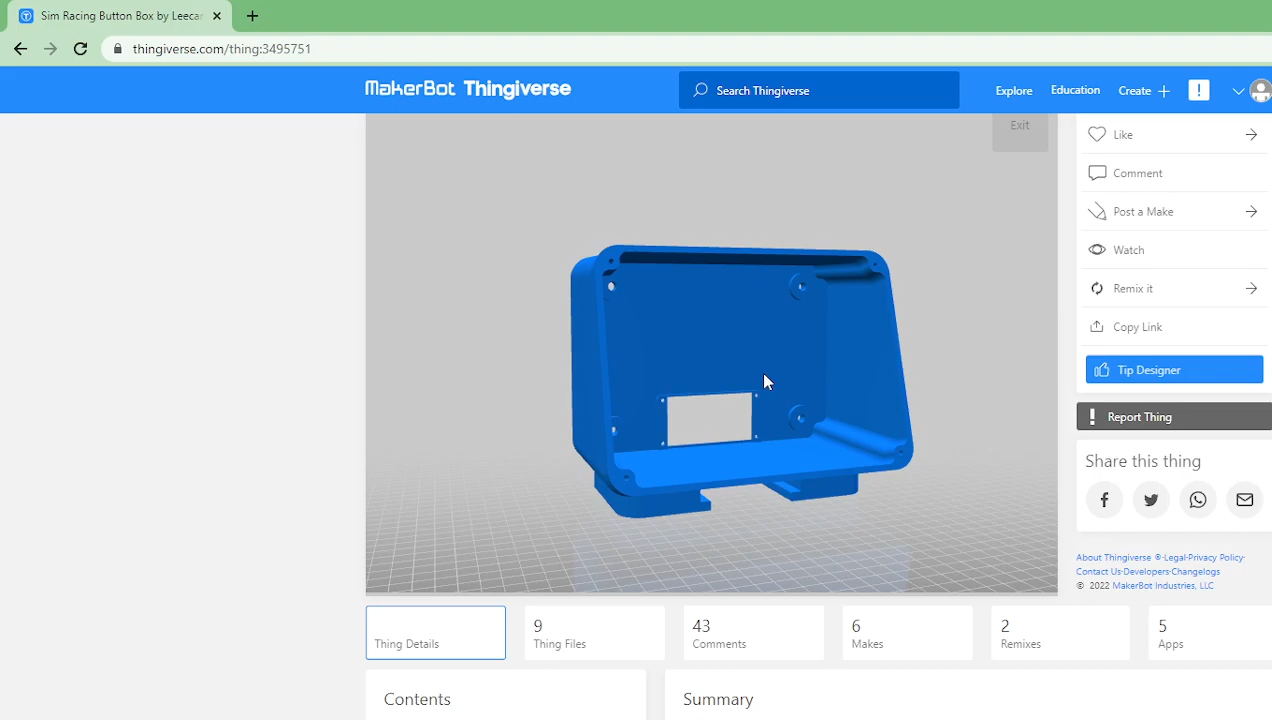 Sim Racing Button Box by Leecar
thingiverse.com/thing:3495751
MakerBot Thingiverse
Search Thingiverse
Explore
Education
Create
Exit
Like
Comment
Post a Make
Watch
Remix it
Copy Link
Tip Designer
Report Thing
Share this thing
About Thingiverse ®·Legal·Privacy Policy·
Contact Us·Developers·Changelogs
© 2022 MakerBot Industries, LLC
Thing Details
9
Thing Files
43
Comments
6
Makes
2
Remixes
5
Apps
Contents
Summary